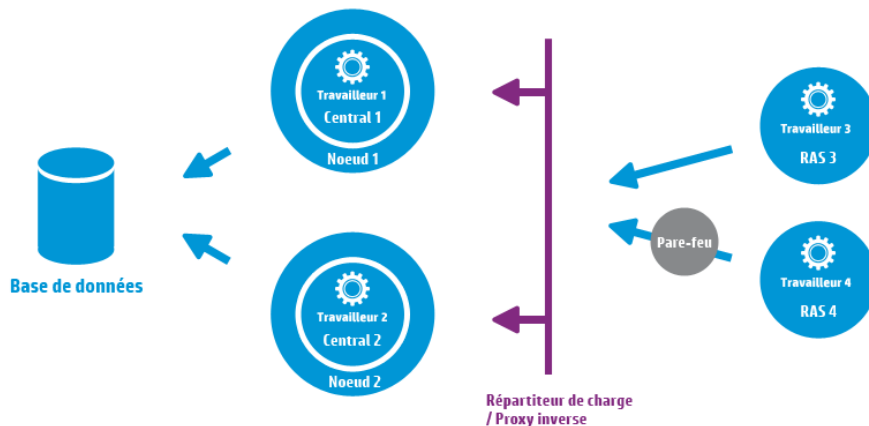 Travailleur 1
Central 1
Noeud 1
Base de données
Travailleur 2
Central 2
Noeud 2
Répartiteur de charge
/ Proxy inverse
Travailleur 3
RAS 3
Pare-feu
Travailleur 4
RAS 4